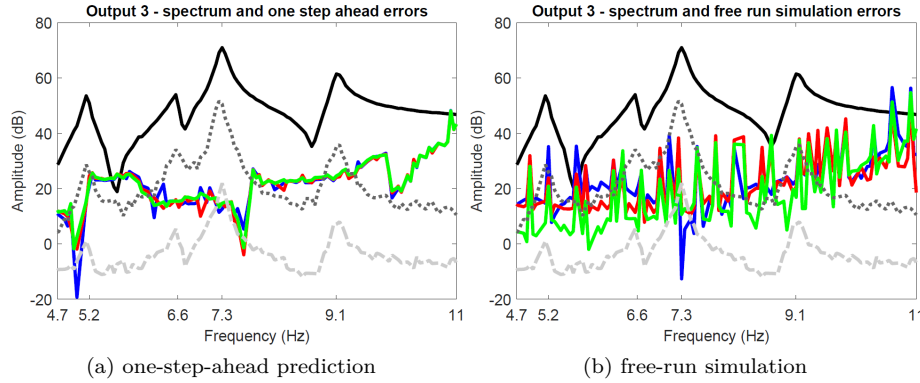 Output 3 - spectrum and one step ahead errors
80
60
40
20
0
-20
Amplitude (dB)
4.7 5.2 6.6 7.3 9.1 11
Frequency (Hz)
(a) one-step-ahead prediction
Output 3 - spectrum and free run simulation errors
80
60
40
20
0
-20
Amplitude (dB)
4.7 5.2 6.6 7.3 9.1 11
Frequency (Hz)
(b) free-run simulation